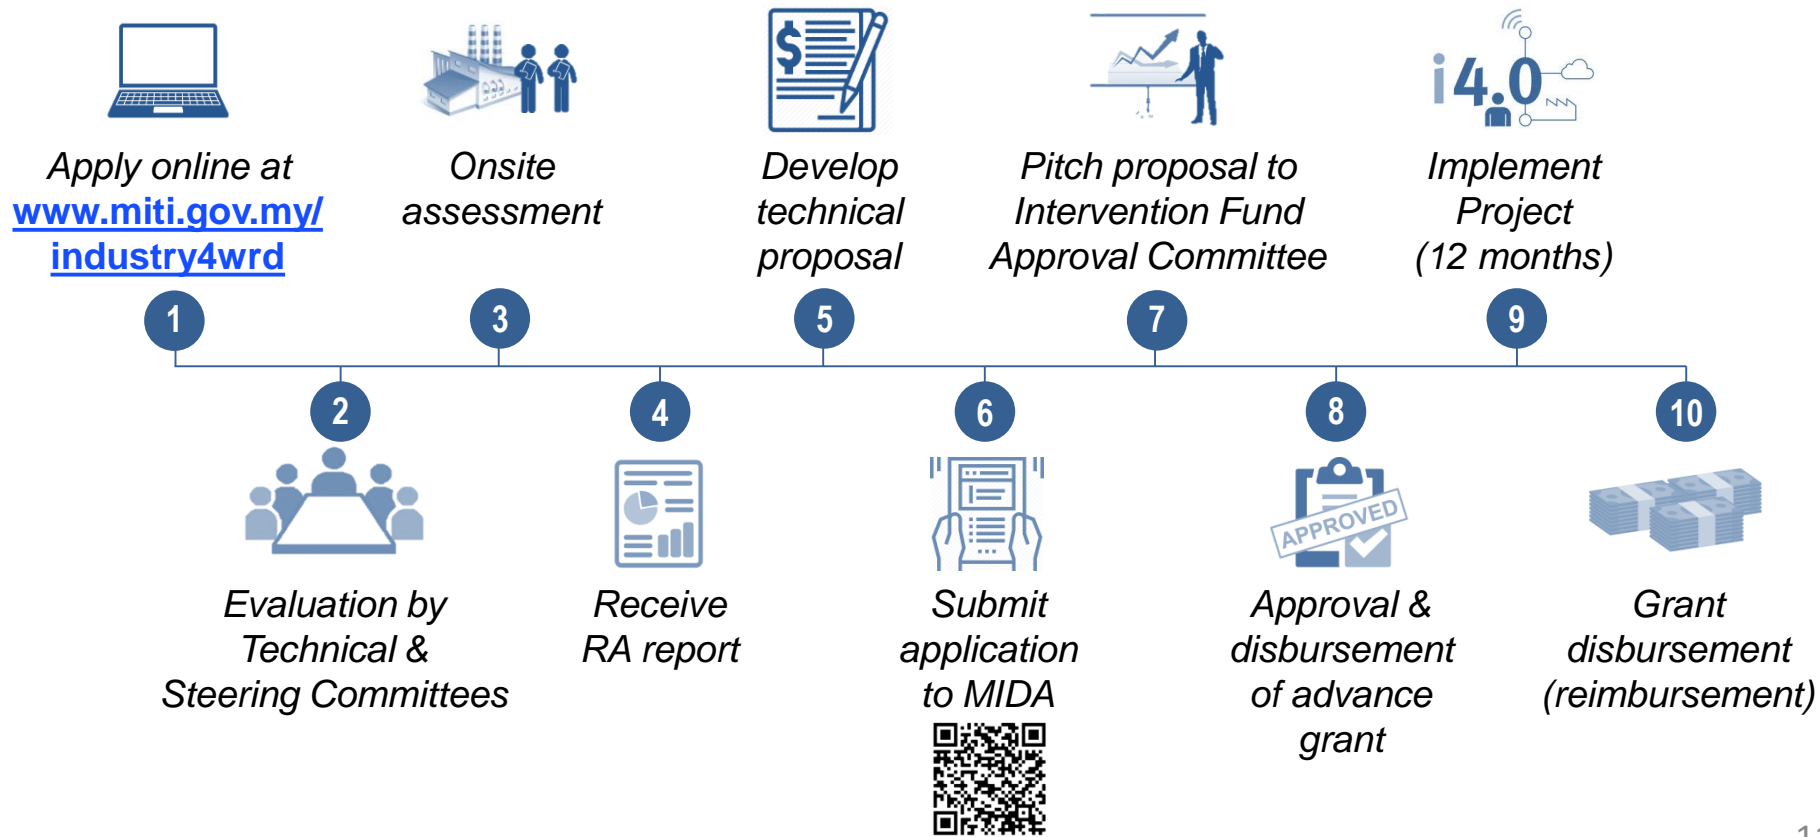 Apply online at
www.miti.gov.my/
industry4wrd
1
Evaluation by
Technical &
Steering Committees
2
Onsite
assessment
3
Receive
RA report
4
$
Develop
technical
proposal
5
Submit
application
to MIDA
6
Pitch proposal to
Intervention Fund
Approval Committee
7
APPROVED
Approval &
disbursement
of advance
grant
8
i4.0
Implement
Project
(12 months)
9
Grant
disbursement
(reimbursement)
10